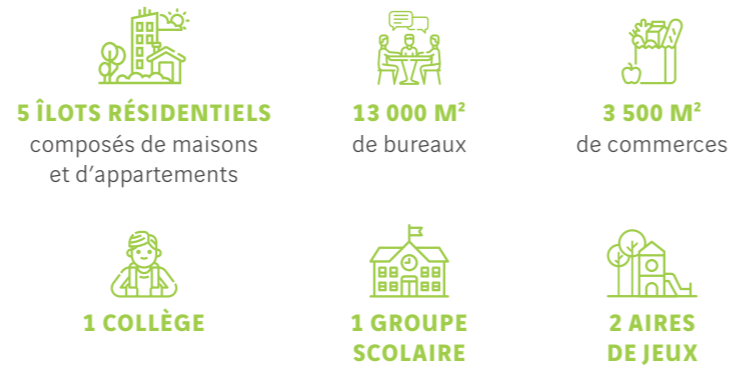 5 ÎLOTS RÉSIDENTIELS
composés de maisons
et d'appartements
13 000 M²
de bureaux
3 500 M²
de commerces
1 COLLÈGE
1 GROUPE
SCOLAIRE
2 AIRES
DE JEUX